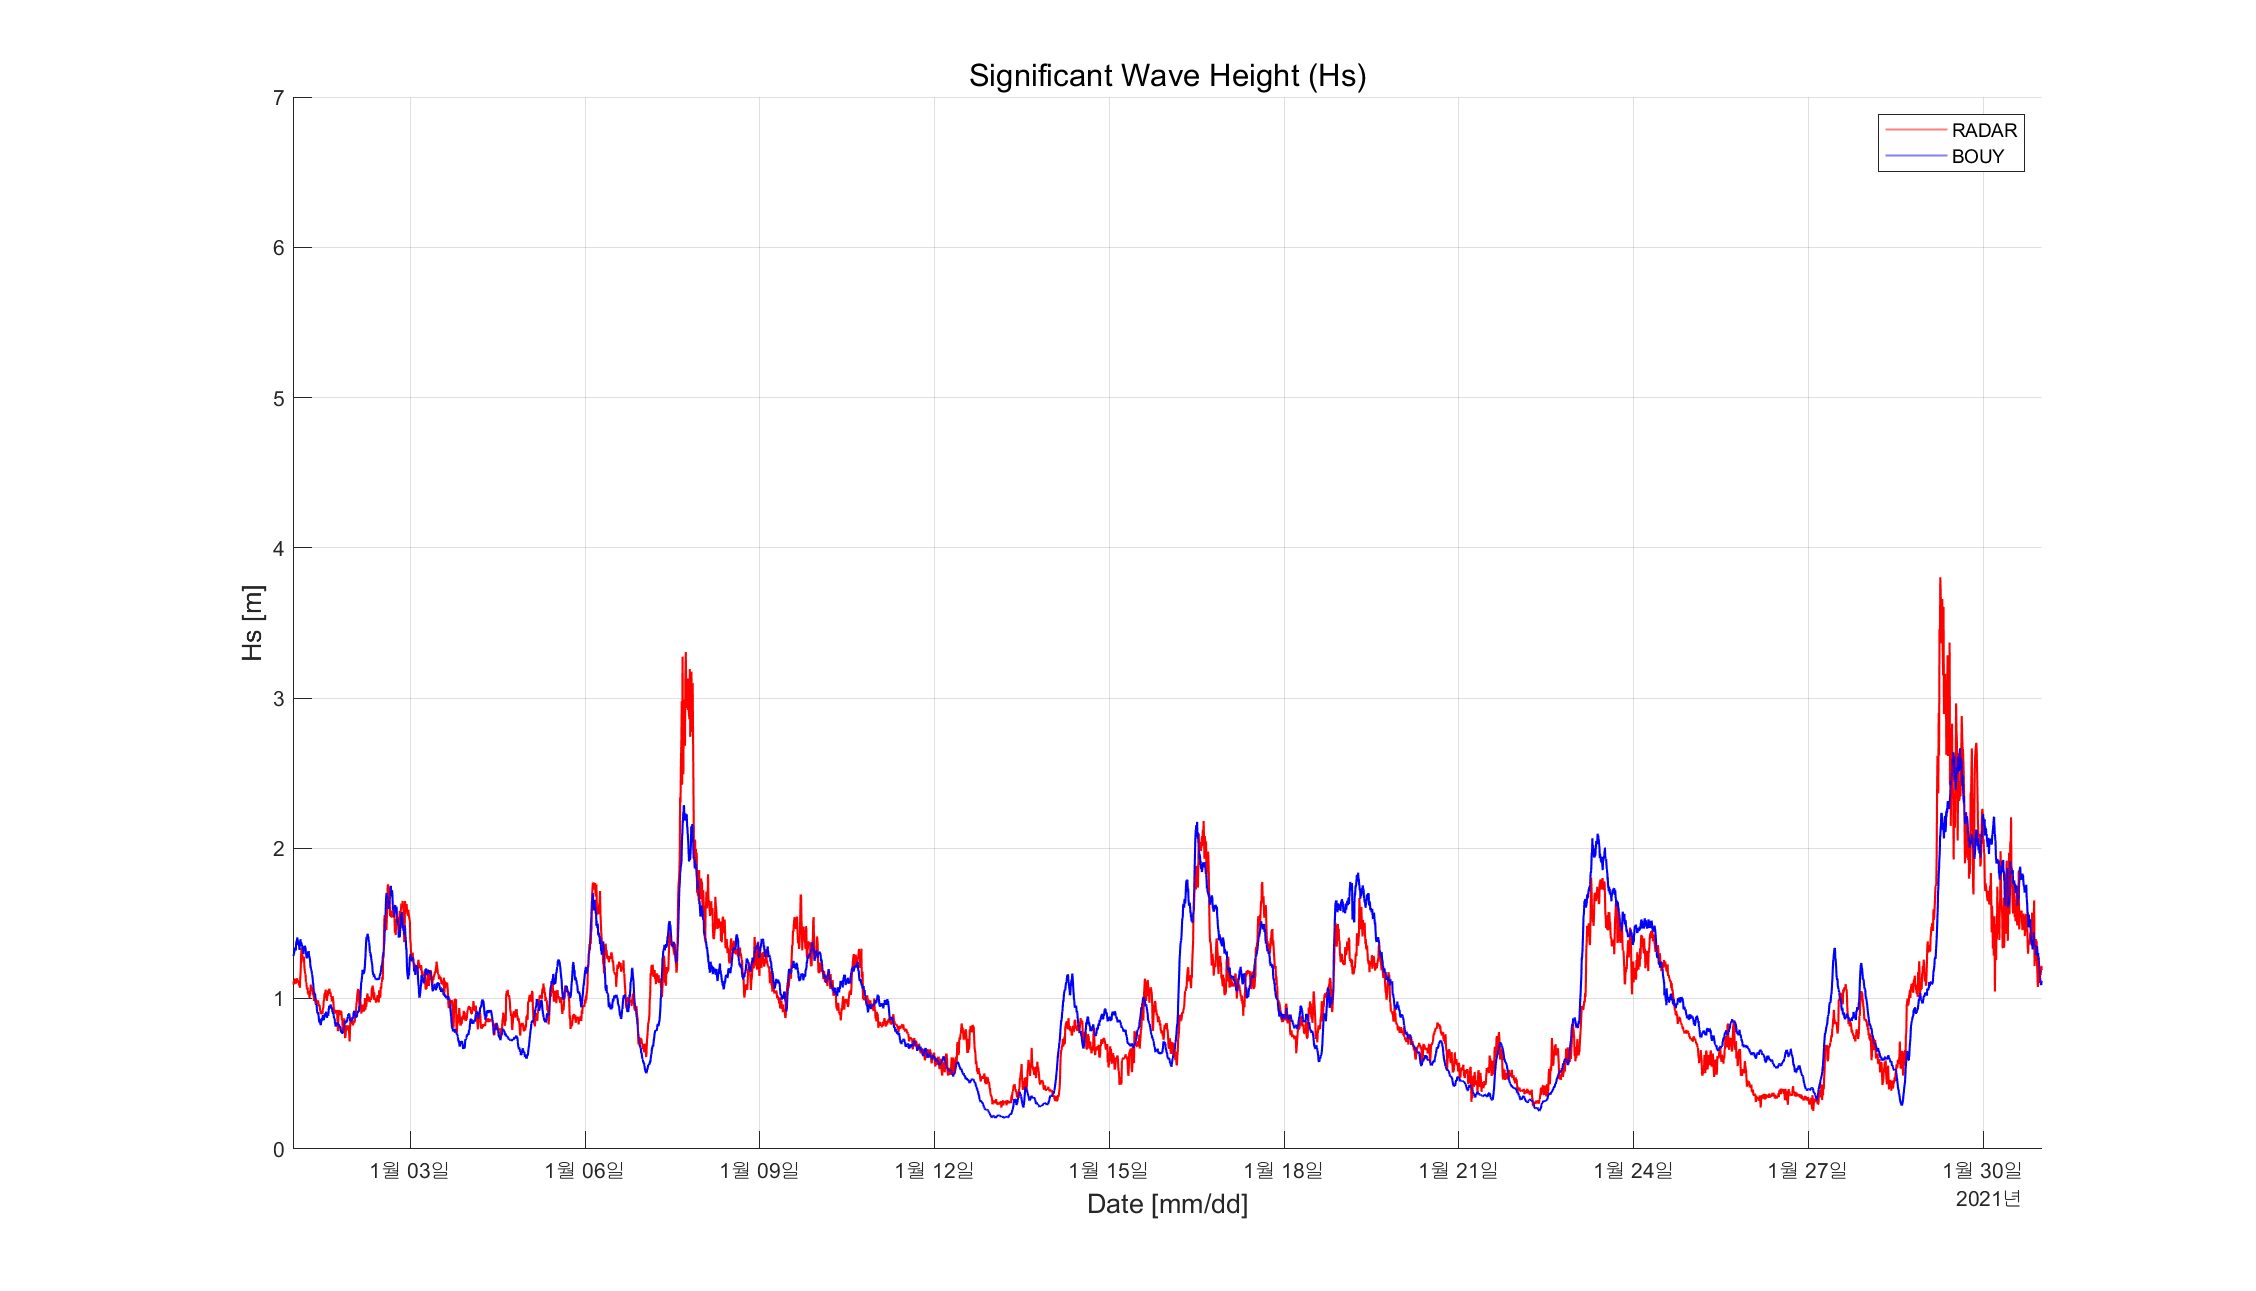 Significant Wave Height (Hs)
RADAR
BOUY
7
6
5
4
3
2
1
0
Hs [m]
1월 03일
1월 06일
1월 09일
1월 12일
1월 15일
1월 18일
1월 21일
1월 24일
1월 27일
1월 30일
2021년
Date [mm/dd]